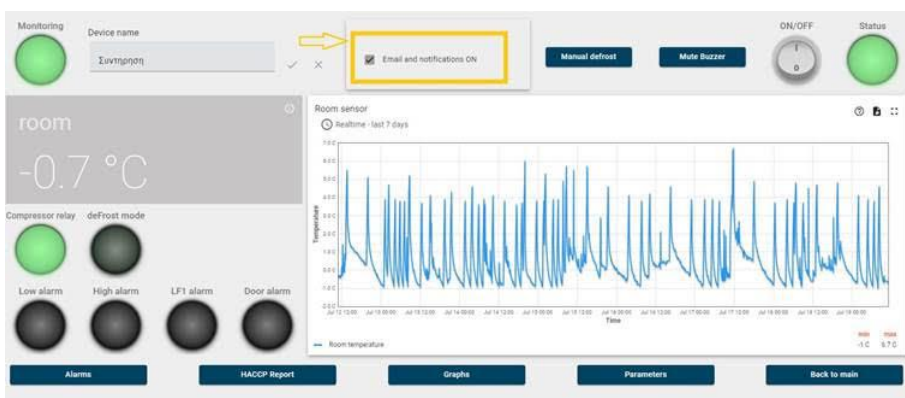 Monitoring
Device name
Συντηρηση
Email and notifications ON
Manual defrost
Mute Buzzer
ON/OFF
I
0
Status
room
-0.7 °C
Room sensor
Realtime - last 7 days
Temperature
Time
Room temperature
min
max
-1 C
6.7 C
Compressor relay
deFrost mode
Low alarm
High alarm
LF1 alarm
Door alarm
Alarms
HACCP Report
Graphs
Parameters
Back to main